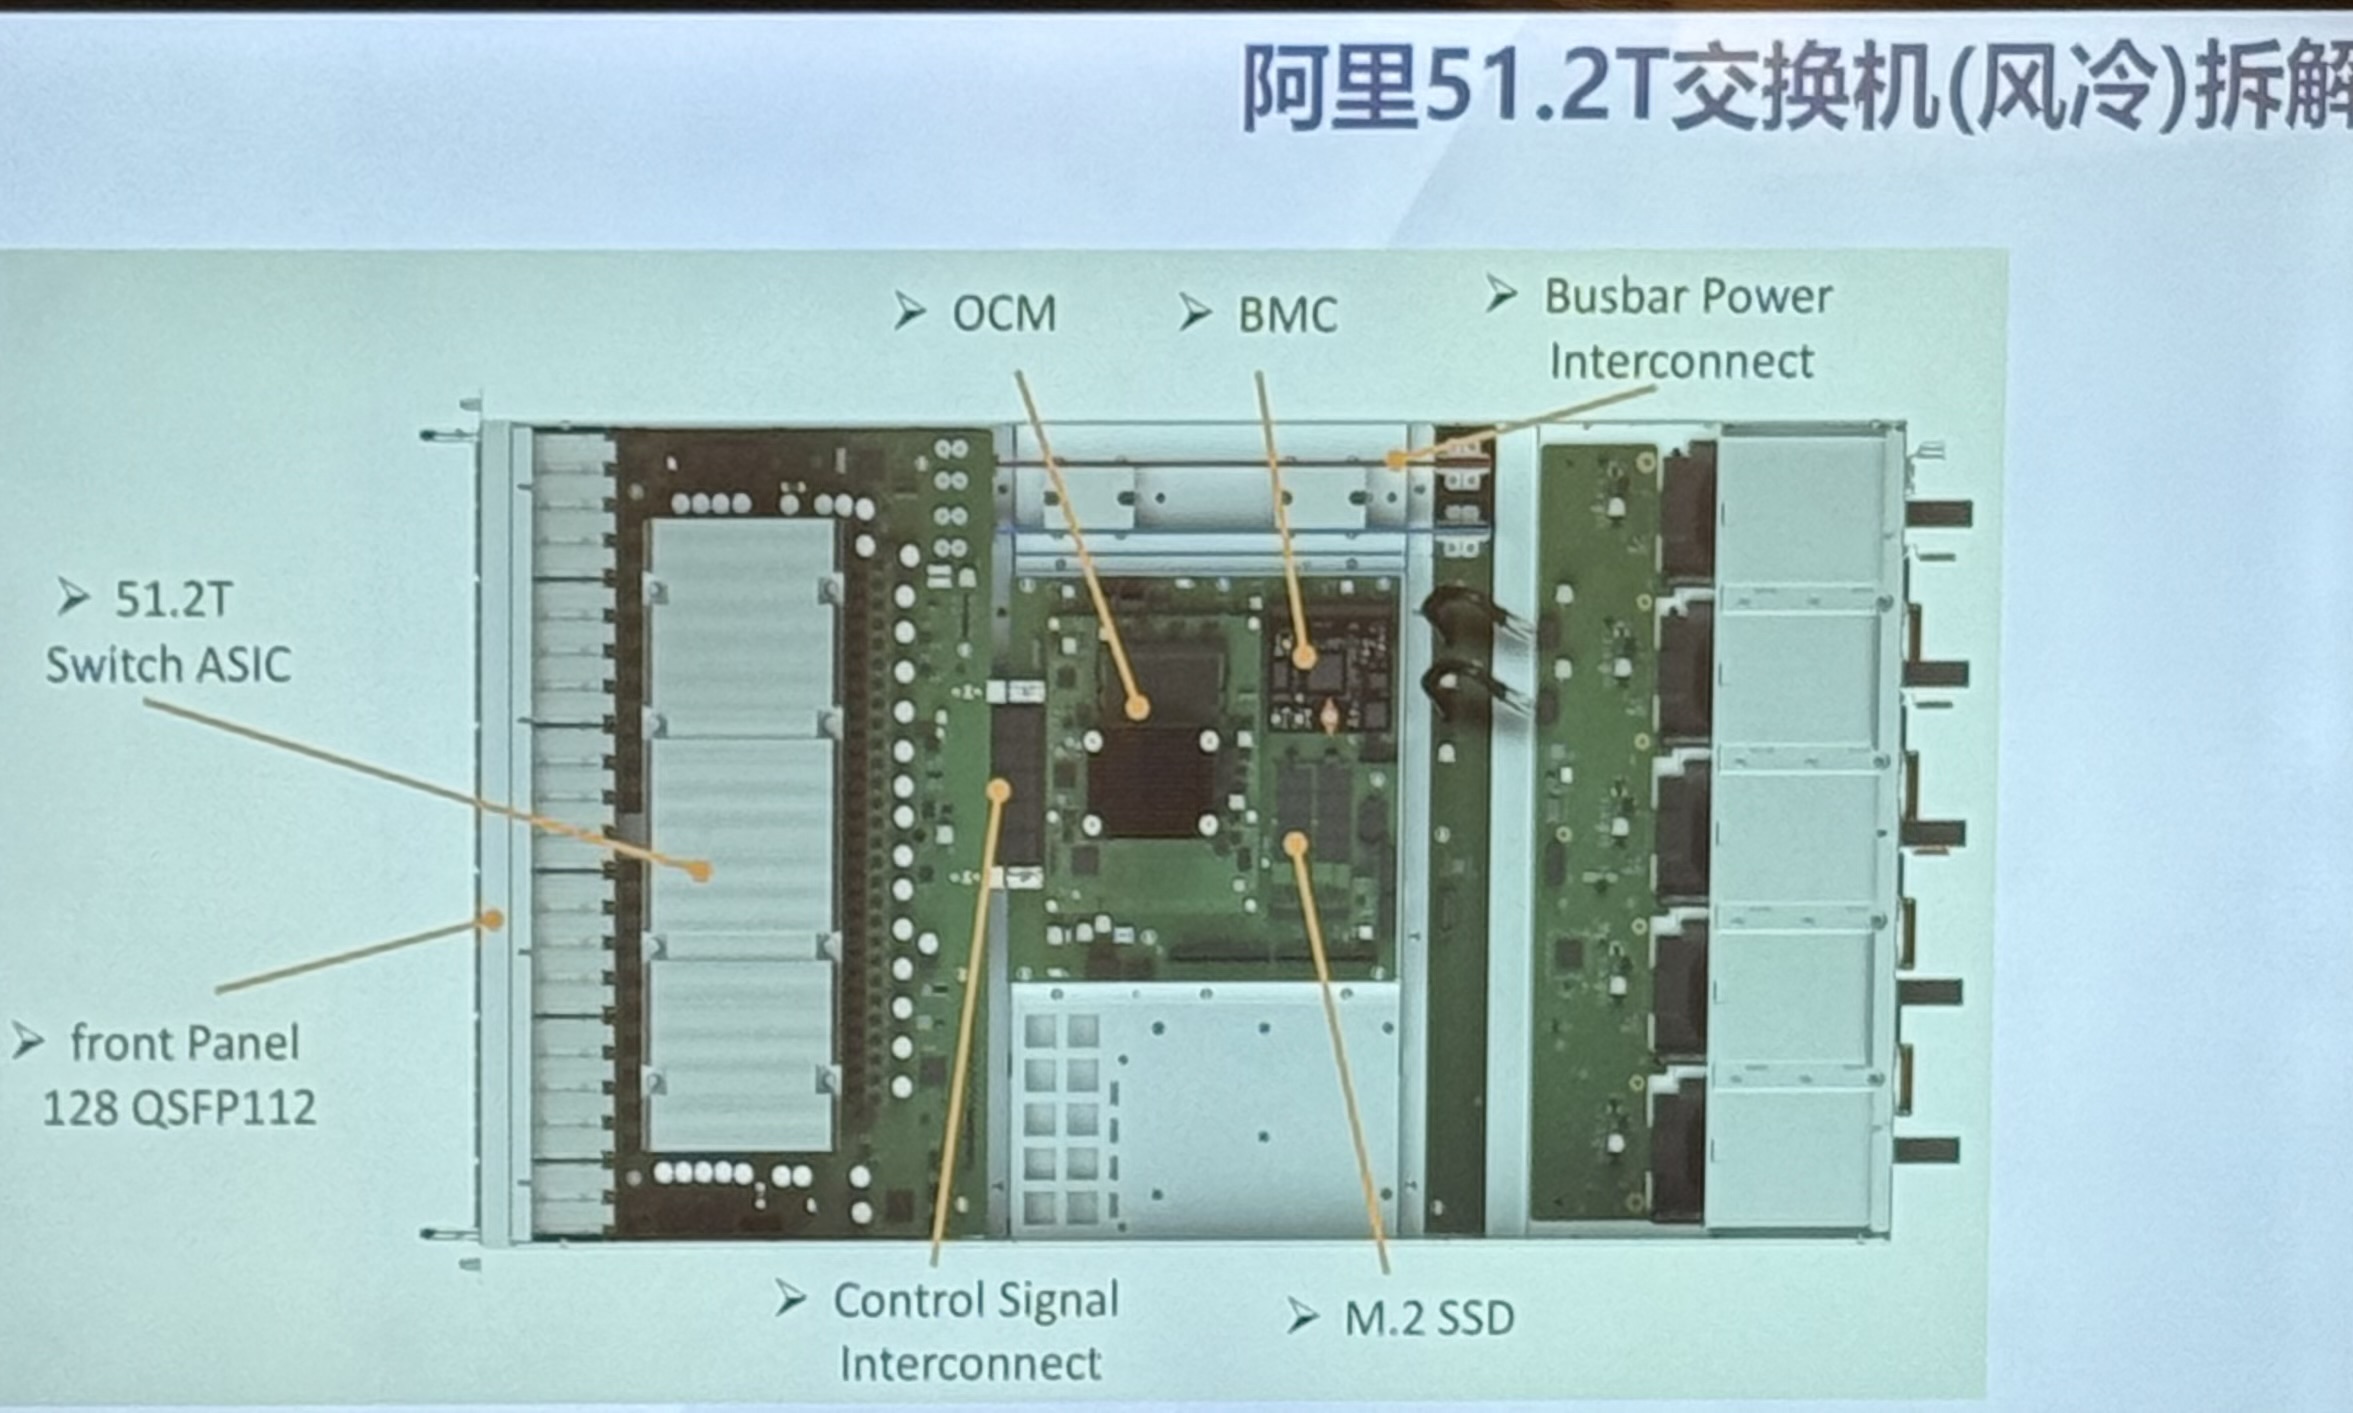 阿里51.2T交换机(风冷)拆解
➢ OCM
➢ BMC
➢ Busbar Power
Interconnect
➢ 51.2T
Switch ASIC
➢ front Panel
128 QSFP112
➢ Control Signal
Interconnect
➢ M.2 SSD